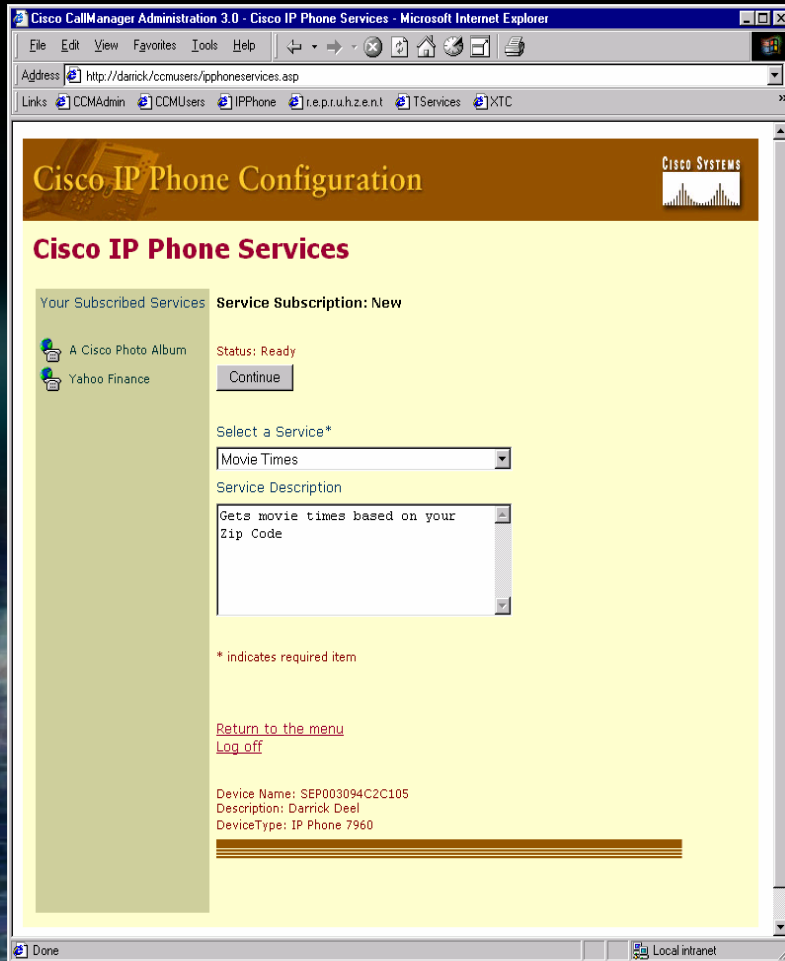 Cisco CallManager Administration 3.0 - Cisco IP Phone Services - Microsoft Internet Explorer
File Edit View Favorites Tools Help
Address http://darrick/ccmusers/ipphoneservices.asp
Links CCMAdmin CCMUsers IPPhone r.e.p.r.u.h.z.e.n.t TServices XTC »
Cisco IP Phone Configuration
CISCO SYSTEMS
Cisco IP Phone Services
Your Subscribed Services
A Cisco Photo Album
Yahoo Finance
Service Subscription: New
Status: Ready
Continue
Select a Service*
Movie Times
Service Description
Gets movie times based on your
Zip Code
* indicates required item
Return to the menu
Log off
Device Name: SEP003094C2C105
Description: Darrick Deel
DeviceType: IP Phone 7960
Done
Local intranet